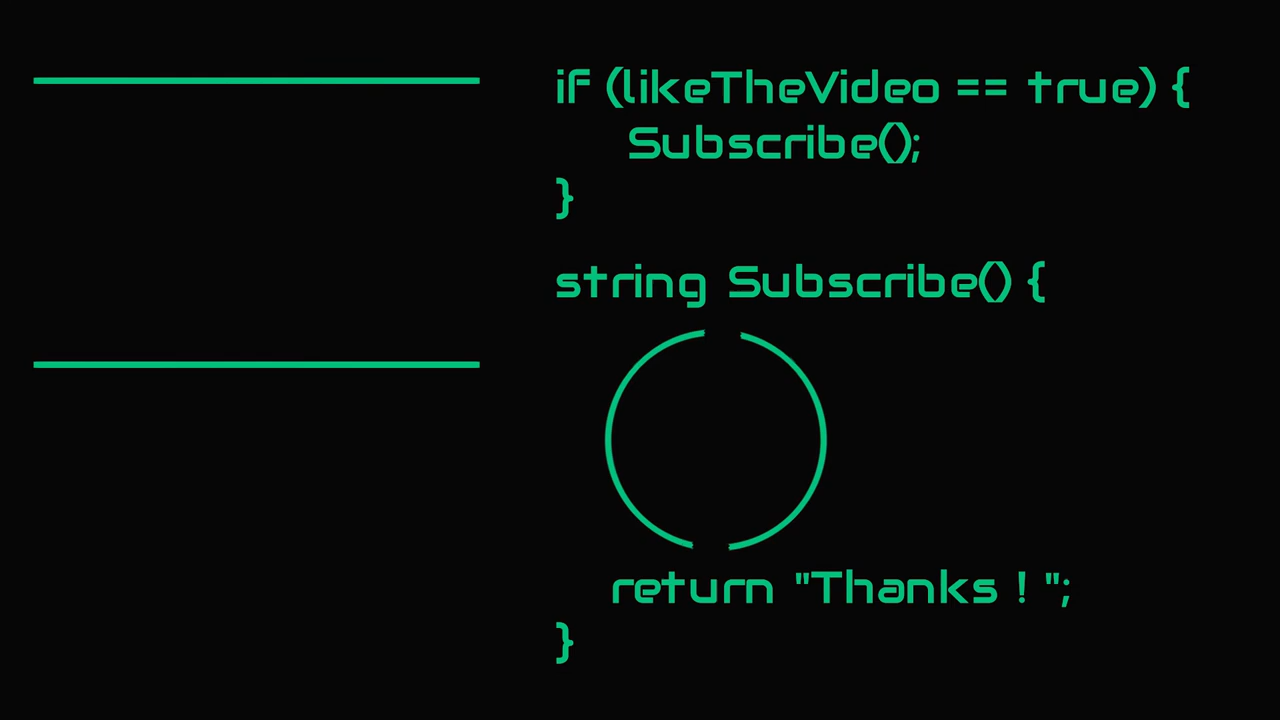 if (likeTheVideo == true) {
Subscribe();
}
string Subscribe() {
return "Thanks ! ";
}